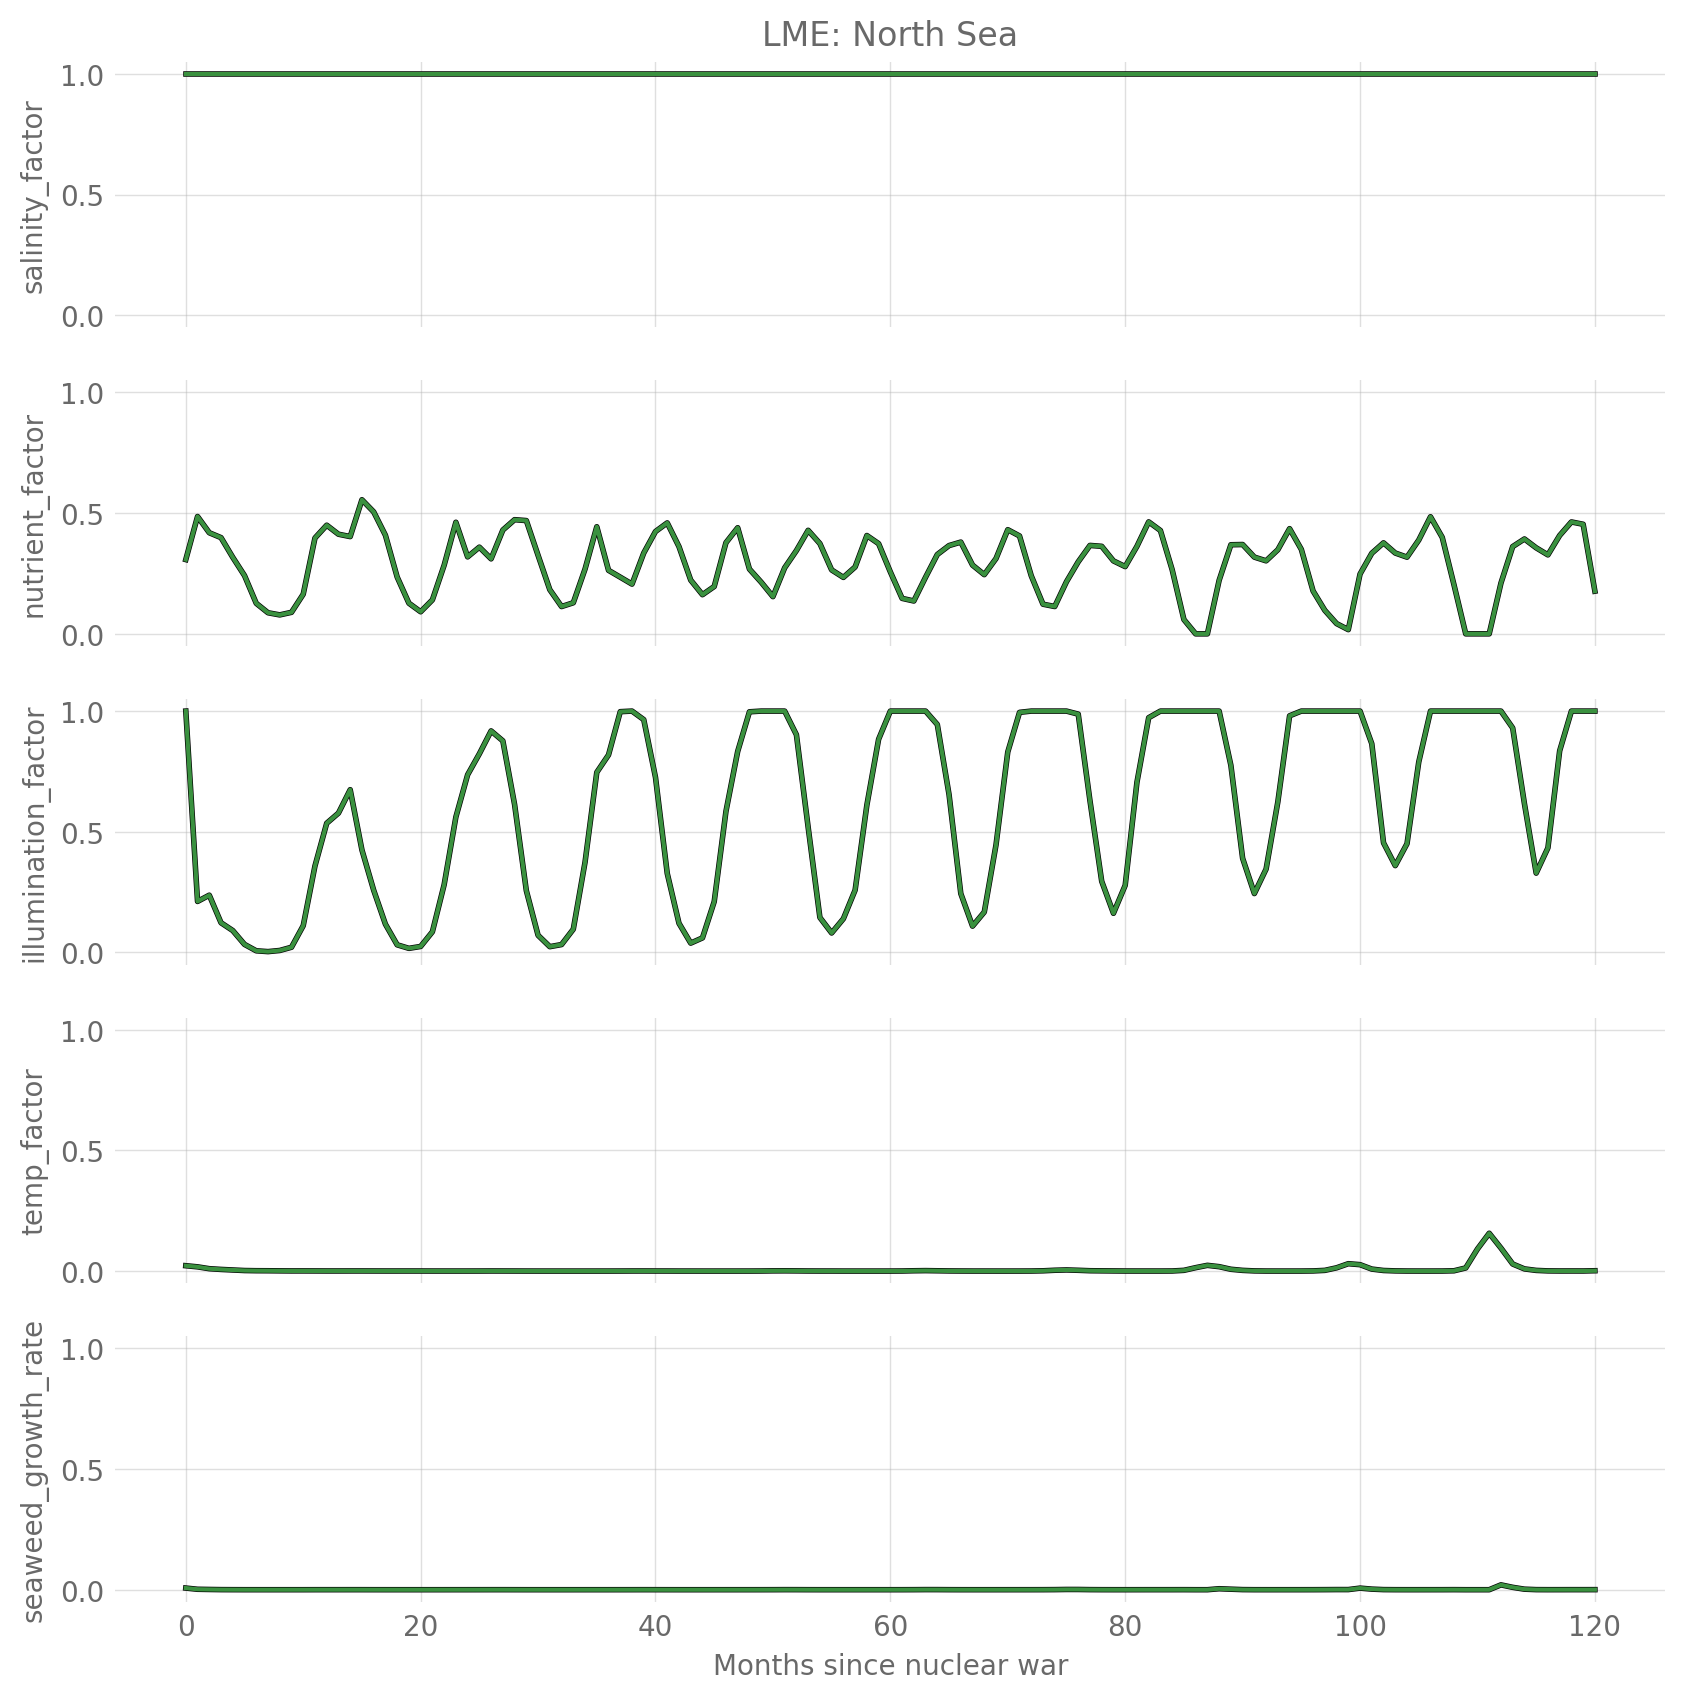 LME: North Sea
salinity_factor
1.0
0.5
0.0
nutrient_factor
1.0
0.5
0.0
illumination_factor
1.0
0.5
0.0
temp_factor
1.0
0.5
0.0
seaweed_growth_rate
1.0
0.5
0.0
0 20 40 60 80 100 120
Months since nuclear war